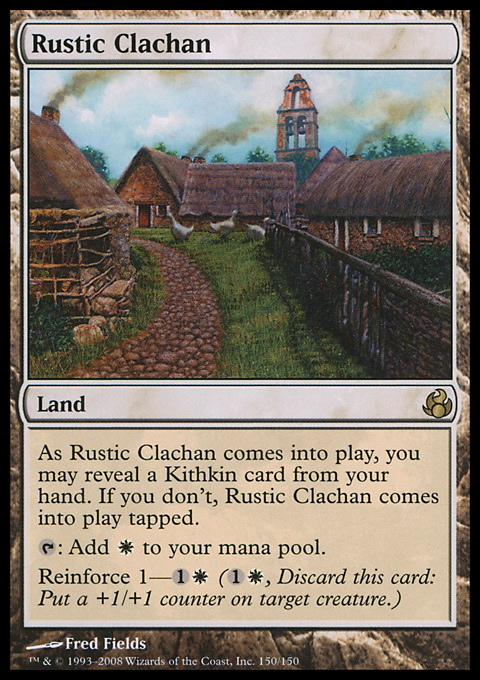 Rustic Clachan
Land
As Rustic Clachan comes into play, you
may reveal a Kithkin card from your
hand. If you don't, Rustic Clachan comes
into play tapped.
: Add to your mana pool.
Reinforce 1—1 (1, Discard this card:
Put a +1/+1 counter on target creature.)
Fred Fields
™ & © 1993–2008 Wizards of the Coast, Inc. 150/150